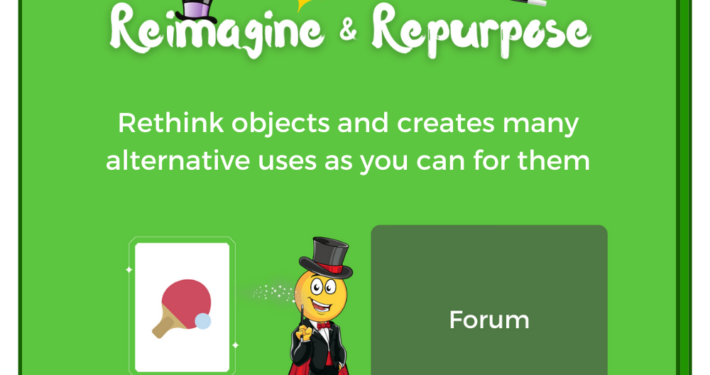 Reimagine & Repurpose
Rethink objects and creates many
alternative uses as you can for them
Forum